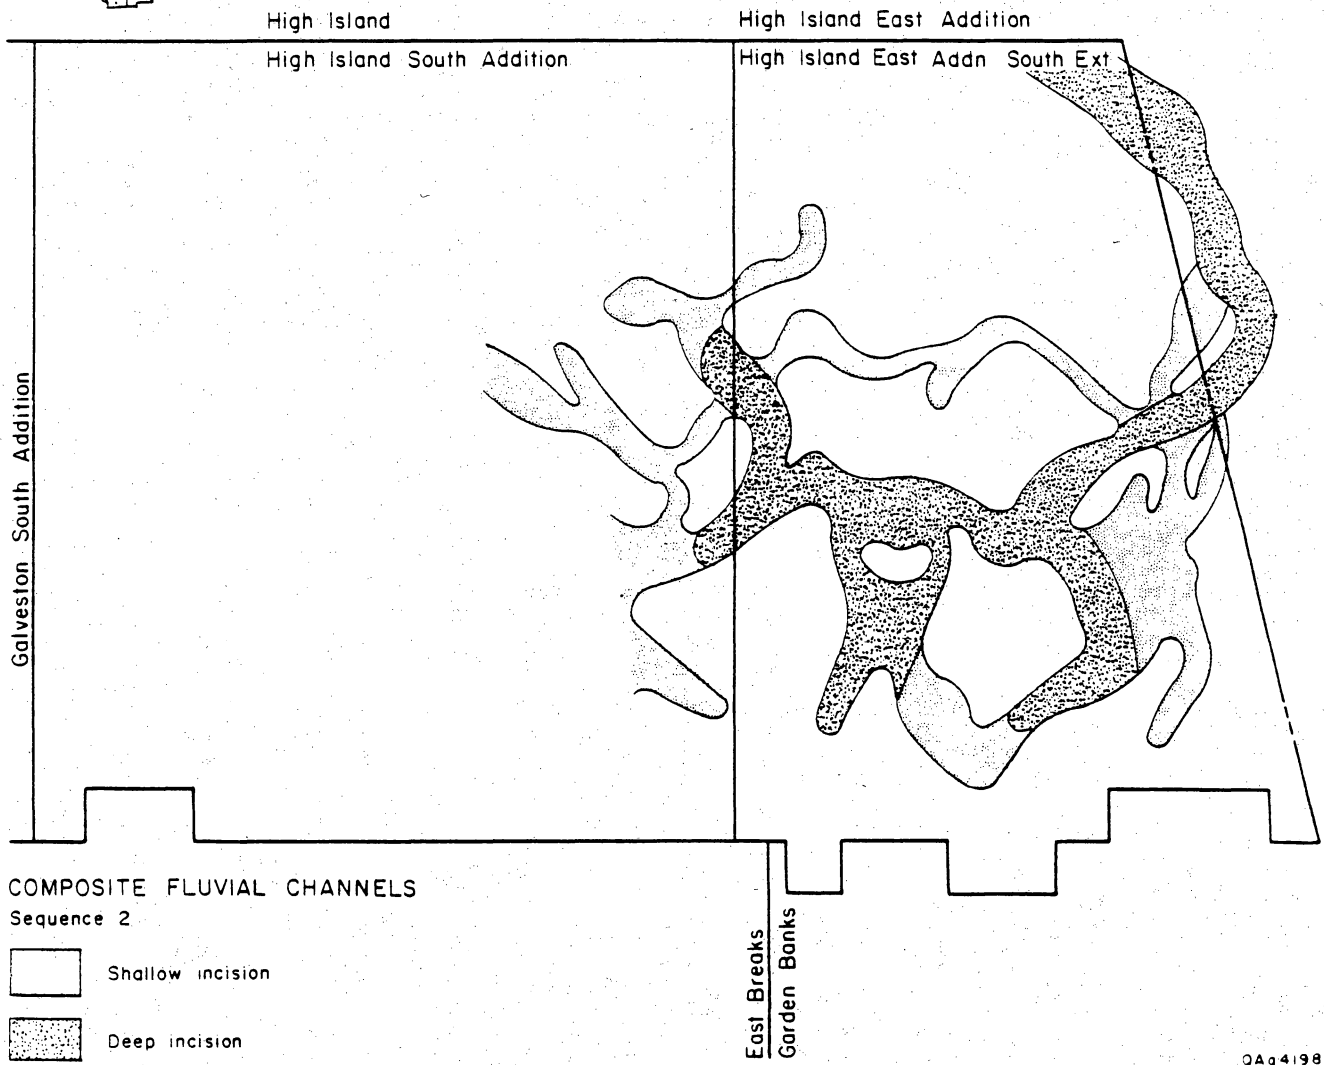 High Island
High Island East Addition
High Island South Addition
High Island East Addn South Ext
Galveston South Addition
COMPOSITE FLUVIAL CHANNELS
Sequence 2
Shallow incision
Deep incision
East Breaks
Garden Banks
QAa4198